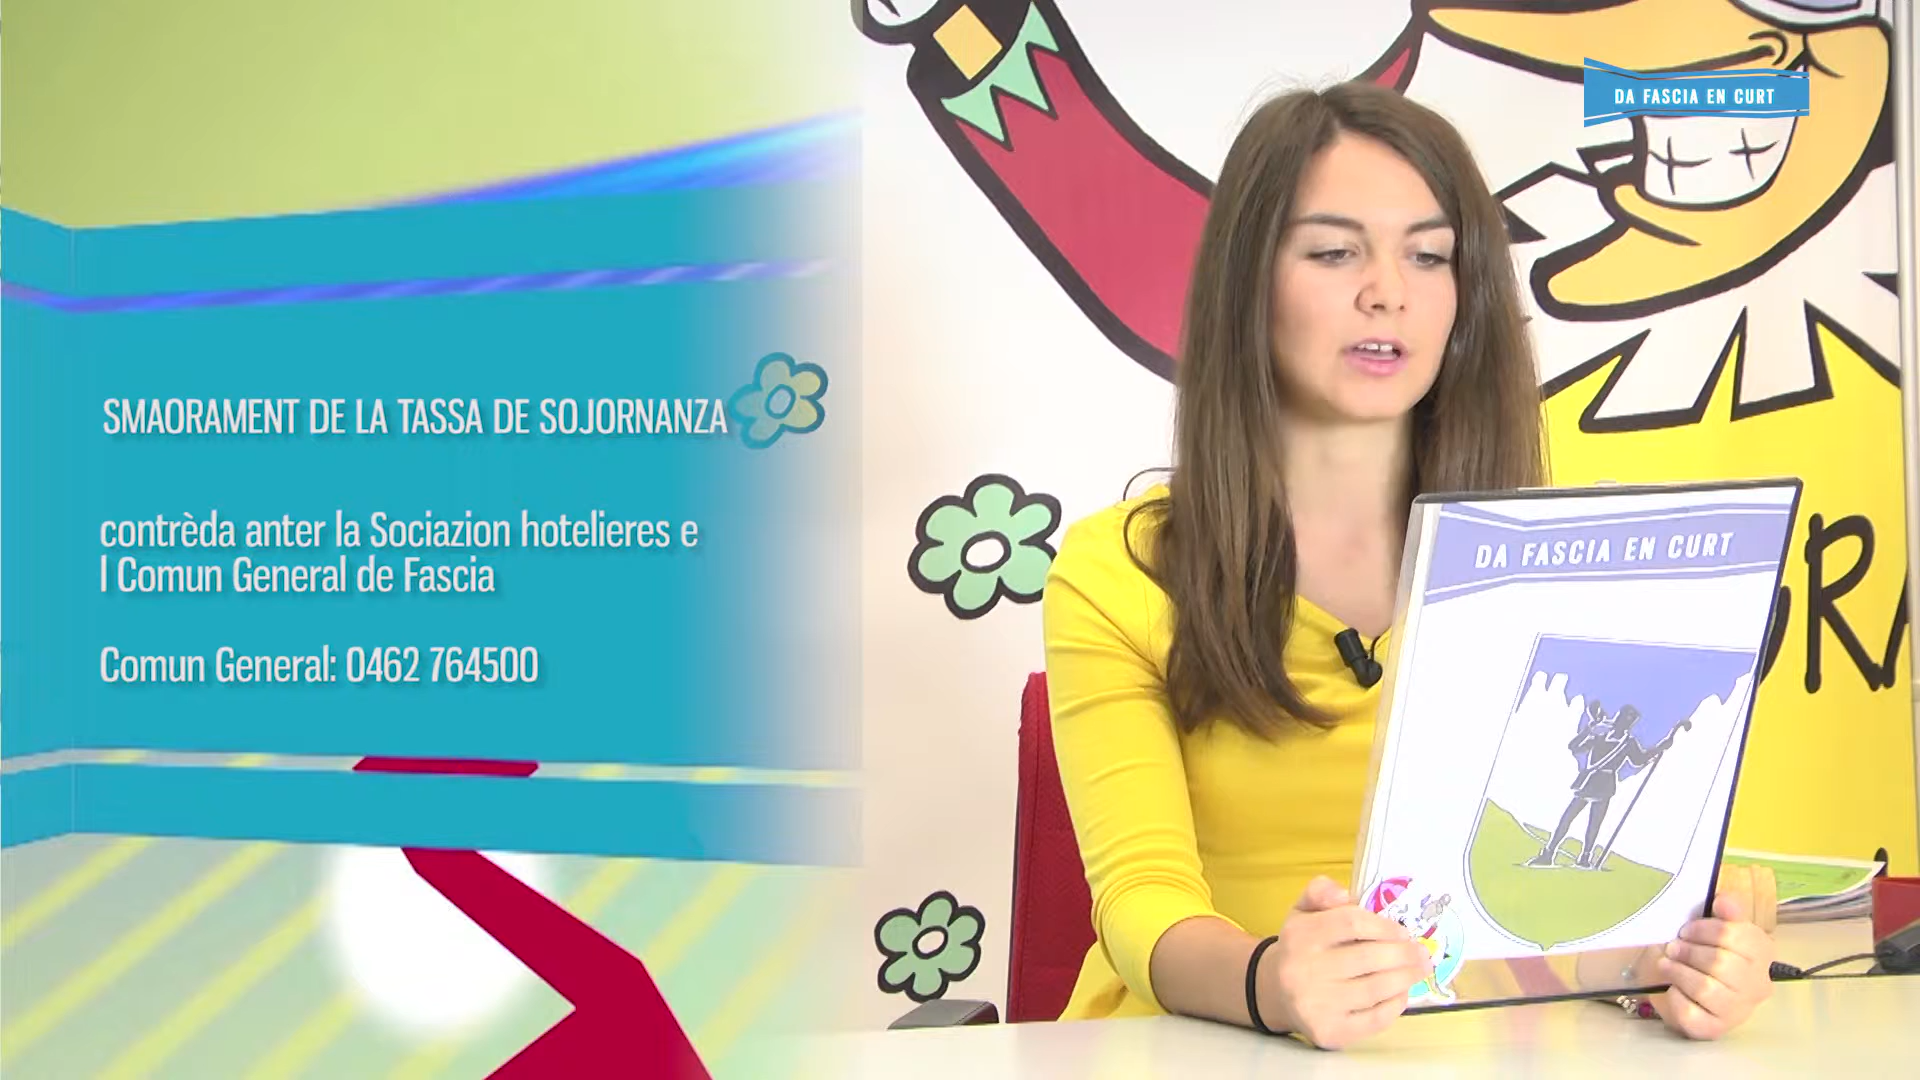 DA FASCIA EN CURT
SMAORAMENT DE LA TASSA DE SOJORNANZA
contrèda anter la Sociazion hotelieres e
l Comun General de Fascia
Comun General: 0462 764500
DA FASCIA EN CURT